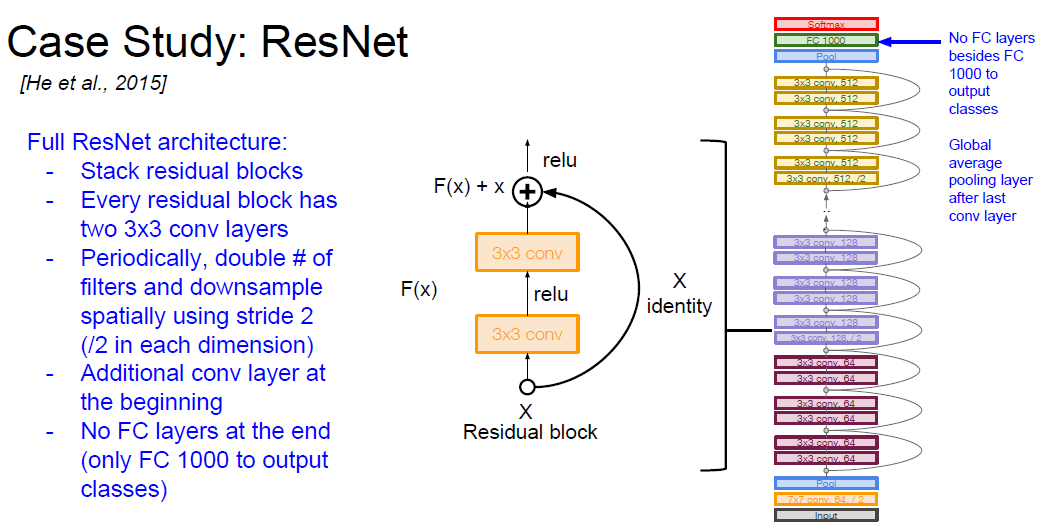 Case Study: ResNet
[He et al., 2015]
Full ResNet architecture:
- Stack residual blocks
- Every residual block has
two 3x3 conv layers
- Periodically, double # of
filters and downsample
spatially using stride 2
(/2 in each dimension)
- Additional conv layer at
the beginning
- No FC layers at the end
(only FC 1000 to output
classes)
relu
F(x) + x
3x3 conv
F(x)
relu
3x3 conv
X
Residual block
X
identity
Softmax
FC 1000
Pool
3x3 conv, 512
3x3 conv, 512
3x3 conv, 512
3x3 conv, 512
3x3 conv, 512
3x3 conv, 512, /2
..
3x3 conv, 128
3x3 conv, 128
3x3 conv, 128
3x3 conv, 128
3x3 conv, 128
3x3 conv, 128, / 2
3x3 conv, 64
3x3 conv, 64
3x3 conv, 64
3x3 conv, 64
3x3 conv, 64
3x3 conv, 64
Pool
7x7 conv, 64, / 2
Input
No FC layers
besides FC
1000 to
output
classes
Global
average
pooling layer
after last
conv layer